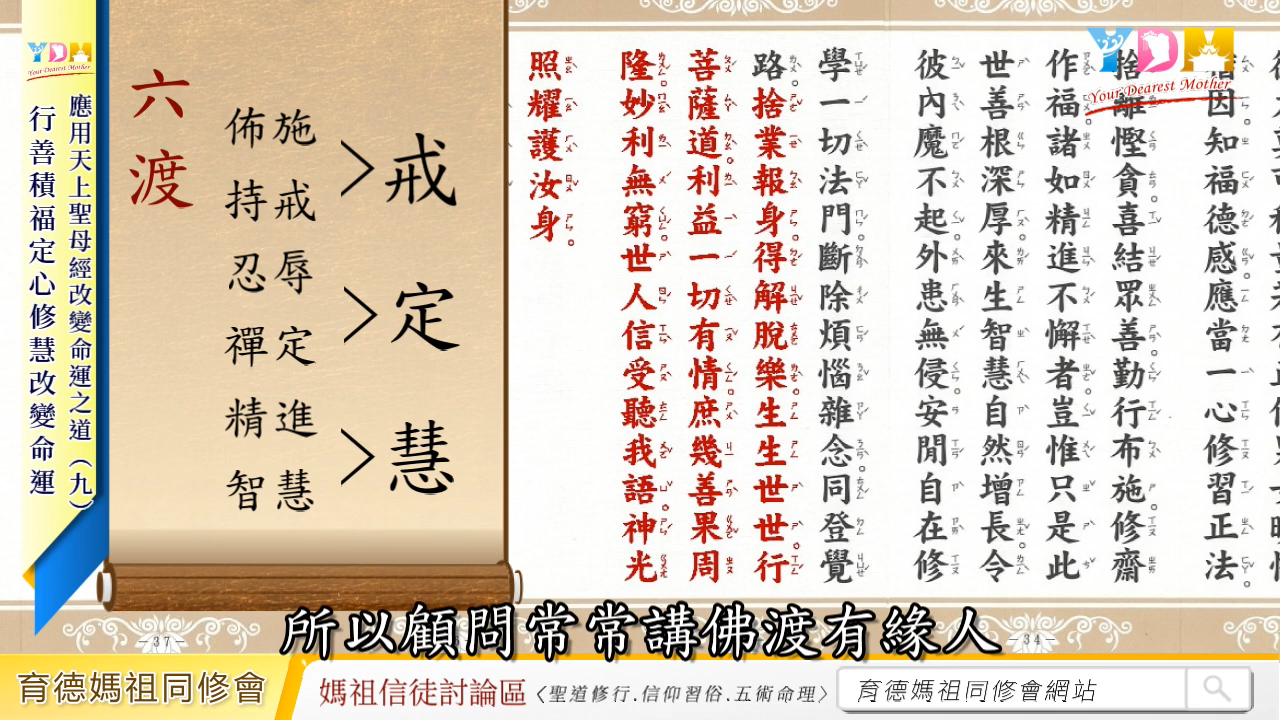 YDM
Your Dearest Mother
應用天上聖母經改變命運之道（九）
行善積福定心修慧改變命運
六渡
佈施
持戒
忍辱
禪定
精進
智慧
>戒
>定
>慧
YDM
Your Dearest Mother
因。知福德感。應當一心修習正法。
捨離慳貪。喜結眾善。勤行布施。修齋
作福。諸如精進不懈者。豈惟只是此
世善根深厚。來生智慧自然增長。令
彼內魔不起。外患無侵。安閒自在修
學一切法門。斷除煩惱雜念。同登覺
路。捨業報身。得解脫樂。生生世世。行
菩薩道。利益一切有情。庶幾善果周
隆。妙利無窮。世人信受聽我語。神光
照耀護汝身。
37
34
所以顧問常常講佛渡有緣人
育德媽祖同修會
媽祖信徒討論區〈聖道修行.信仰習俗.五術命理〉
育德媽祖同修會網站